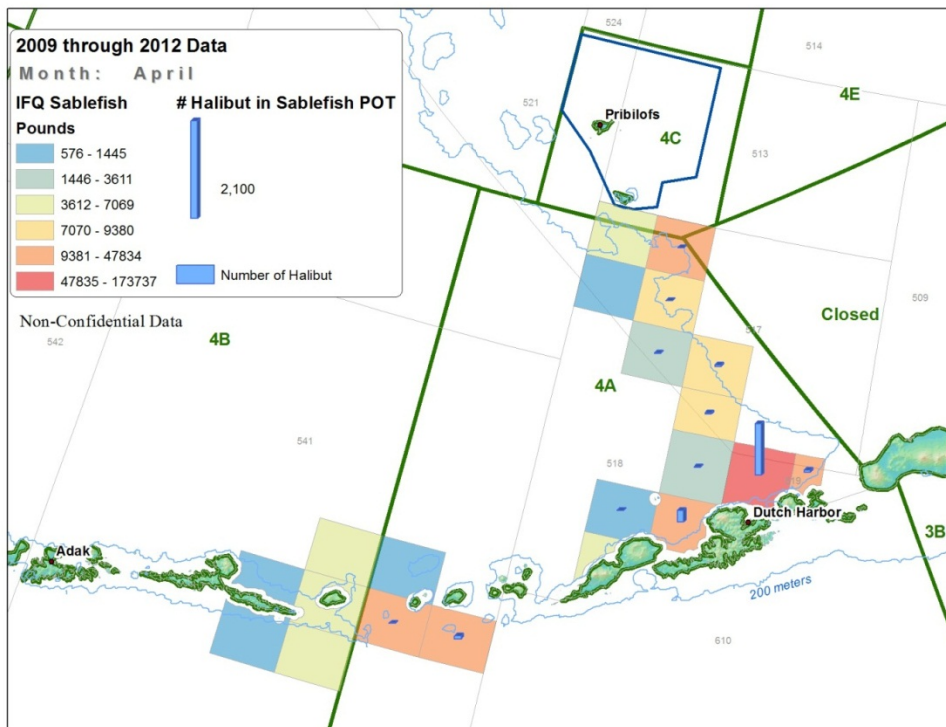 2009 through 2012 Data
Month: April
IFQ Sablefish
Pounds
576 - 1445
1446 - 3611
3612 - 7069
7070 - 9380
9381 - 47834
47835 - 173737
# Halibut in Sablefish POT
2,100
Number of Halibut
Non-Confidential Data
524
514
521
4E
Pribilofs
4C
513
509
517
Closed
542
4B
4A
541
518
519
Dutch Harbor
3B
Adak
200 meters
610